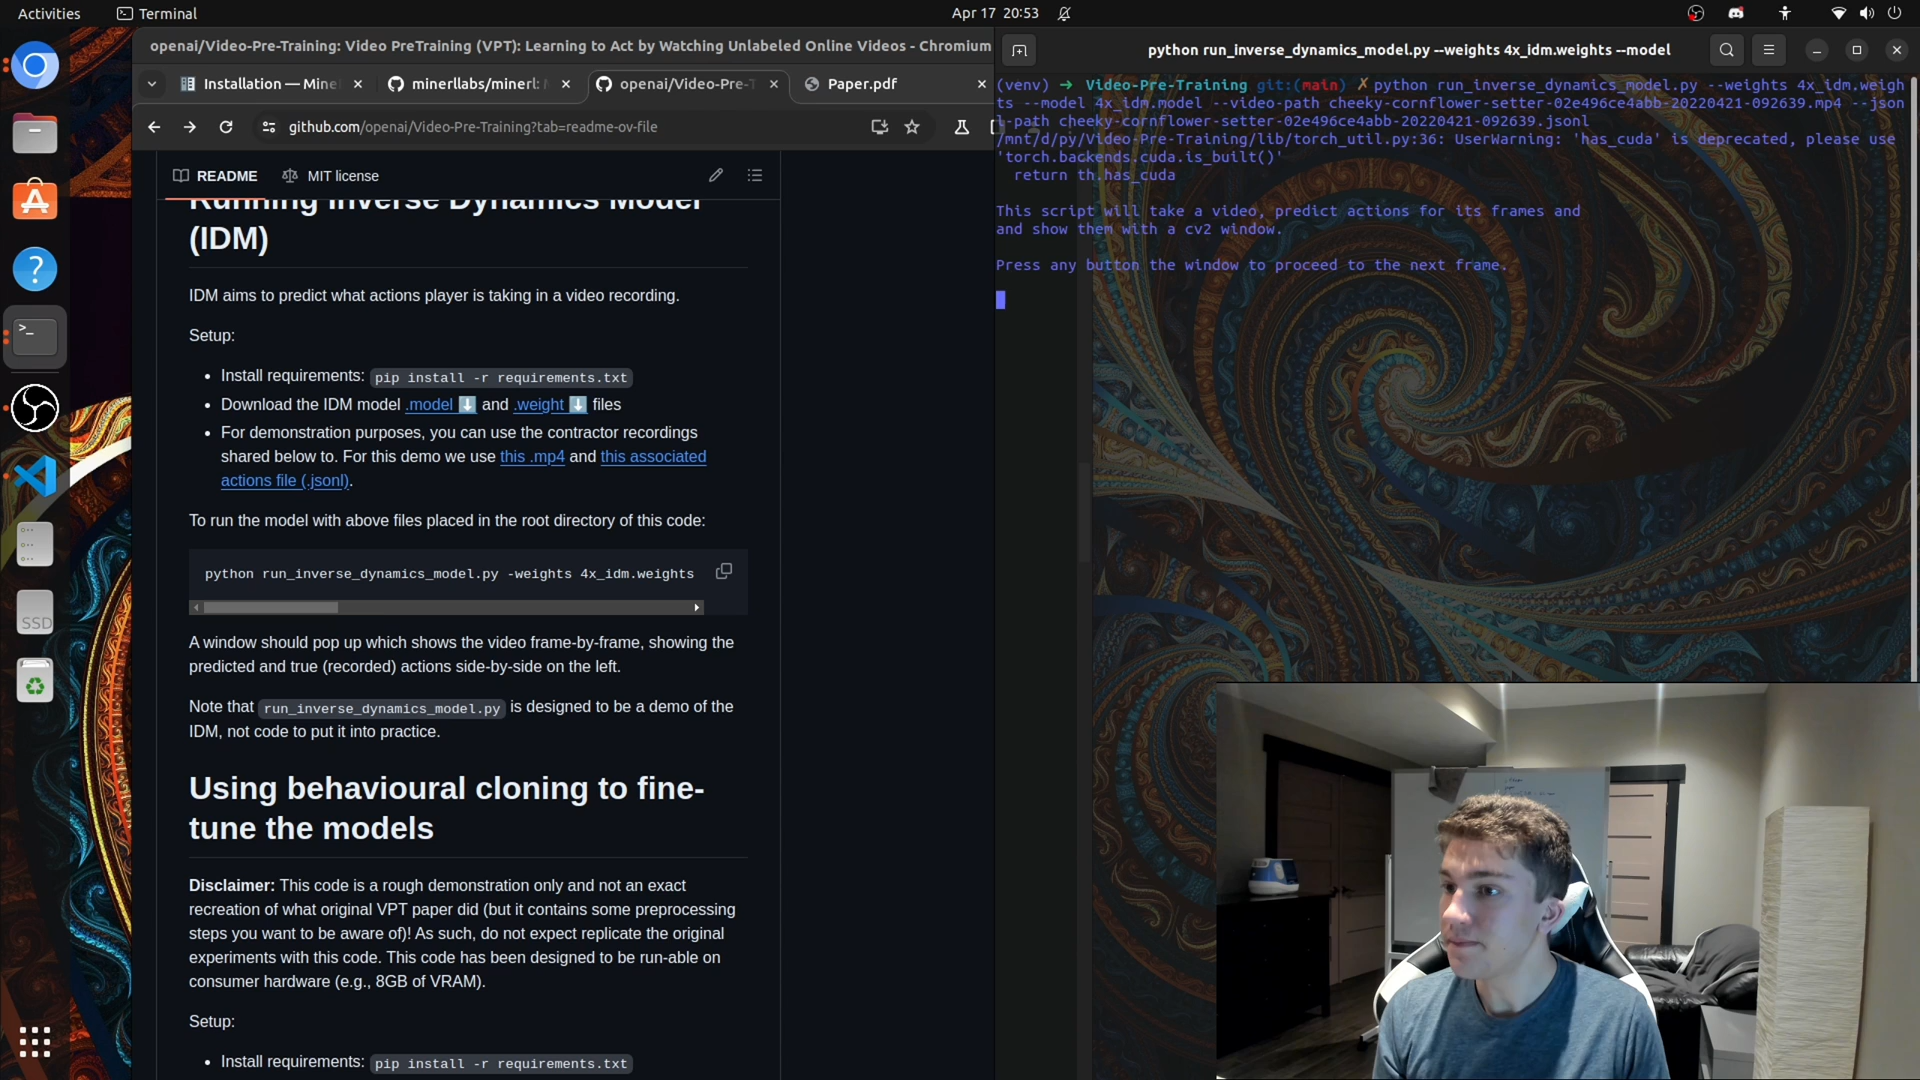 Activities
Terminal
Apr 17 20:53
openai/Video-Pre-Training: Video PreTraining (VPT): Learning to Act by Watching Unlabeled Online Videos - Chromium
Installation — Mine
minerllabs/minerl:
openai/Video-Pre-T
Paper.pdf
github.com/openai/Video-Pre-Training?tab=readme-ov-file
README
MIT license
Running Inverse Dynamics Model
(IDM)
IDM aims to predict what actions player is taking in a video recording.
Setup:
Install requirements: pip install -r requirements.txt
Download the IDM model .model ⬇️ and .weight ⬇️ files
For demonstration purposes, you can use the contractor recordings
shared below to. For this demo we use this .mp4 and this associated
actions file (.jsonl).
To run the model with above files placed in the root directory of this code:
python run_inverse_dynamics_model.py -weights 4x_idm.weights
A window should pop up which shows the video frame-by-frame, showing the
predicted and true (recorded) actions side-by-side on the left.
Note that run_inverse_dynamics_model.py is designed to be a demo of the
IDM, not code to put it into practice.
Using behavioural cloning to fine-
tune the models
Disclaimer: This code is a rough demonstration only and not an exact
recreation of what original VPT paper did (but it contains some preprocessing
steps you want to be aware of)! As such, do not expect replicate the original
experiments with this code. This code has been designed to be run-able on
consumer hardware (e.g., 8GB of VRAM).
Setup:
Install requirements: pip install -r requirements.txt
SSD
python run_inverse_dynamics_model.py --weights 4x_idm.weights --model
(venv) ➜ Video-Pre-Training git:(main) ✗ python run_inverse_dynamics_model.py --weights 4x_idm.weigh
ts --model 4x_idm.model --video-path cheeky-cornflower-setter-02e496ce4abb-20220421-092639.mp4 --json
l-path cheeky-cornflower-setter-02e496ce4abb-20220421-092639.jsonl
/mnt/d/py/Video-Pre-Training/lib/torch_util.py:36: UserWarning: 'has_cuda' is deprecated, please use
'torch.backends.cuda.is_built()'
return th.has_cuda
This script will take a video, predict actions for its frames and
and show them with a cv2 window.
Press any button the window to proceed to the next frame.